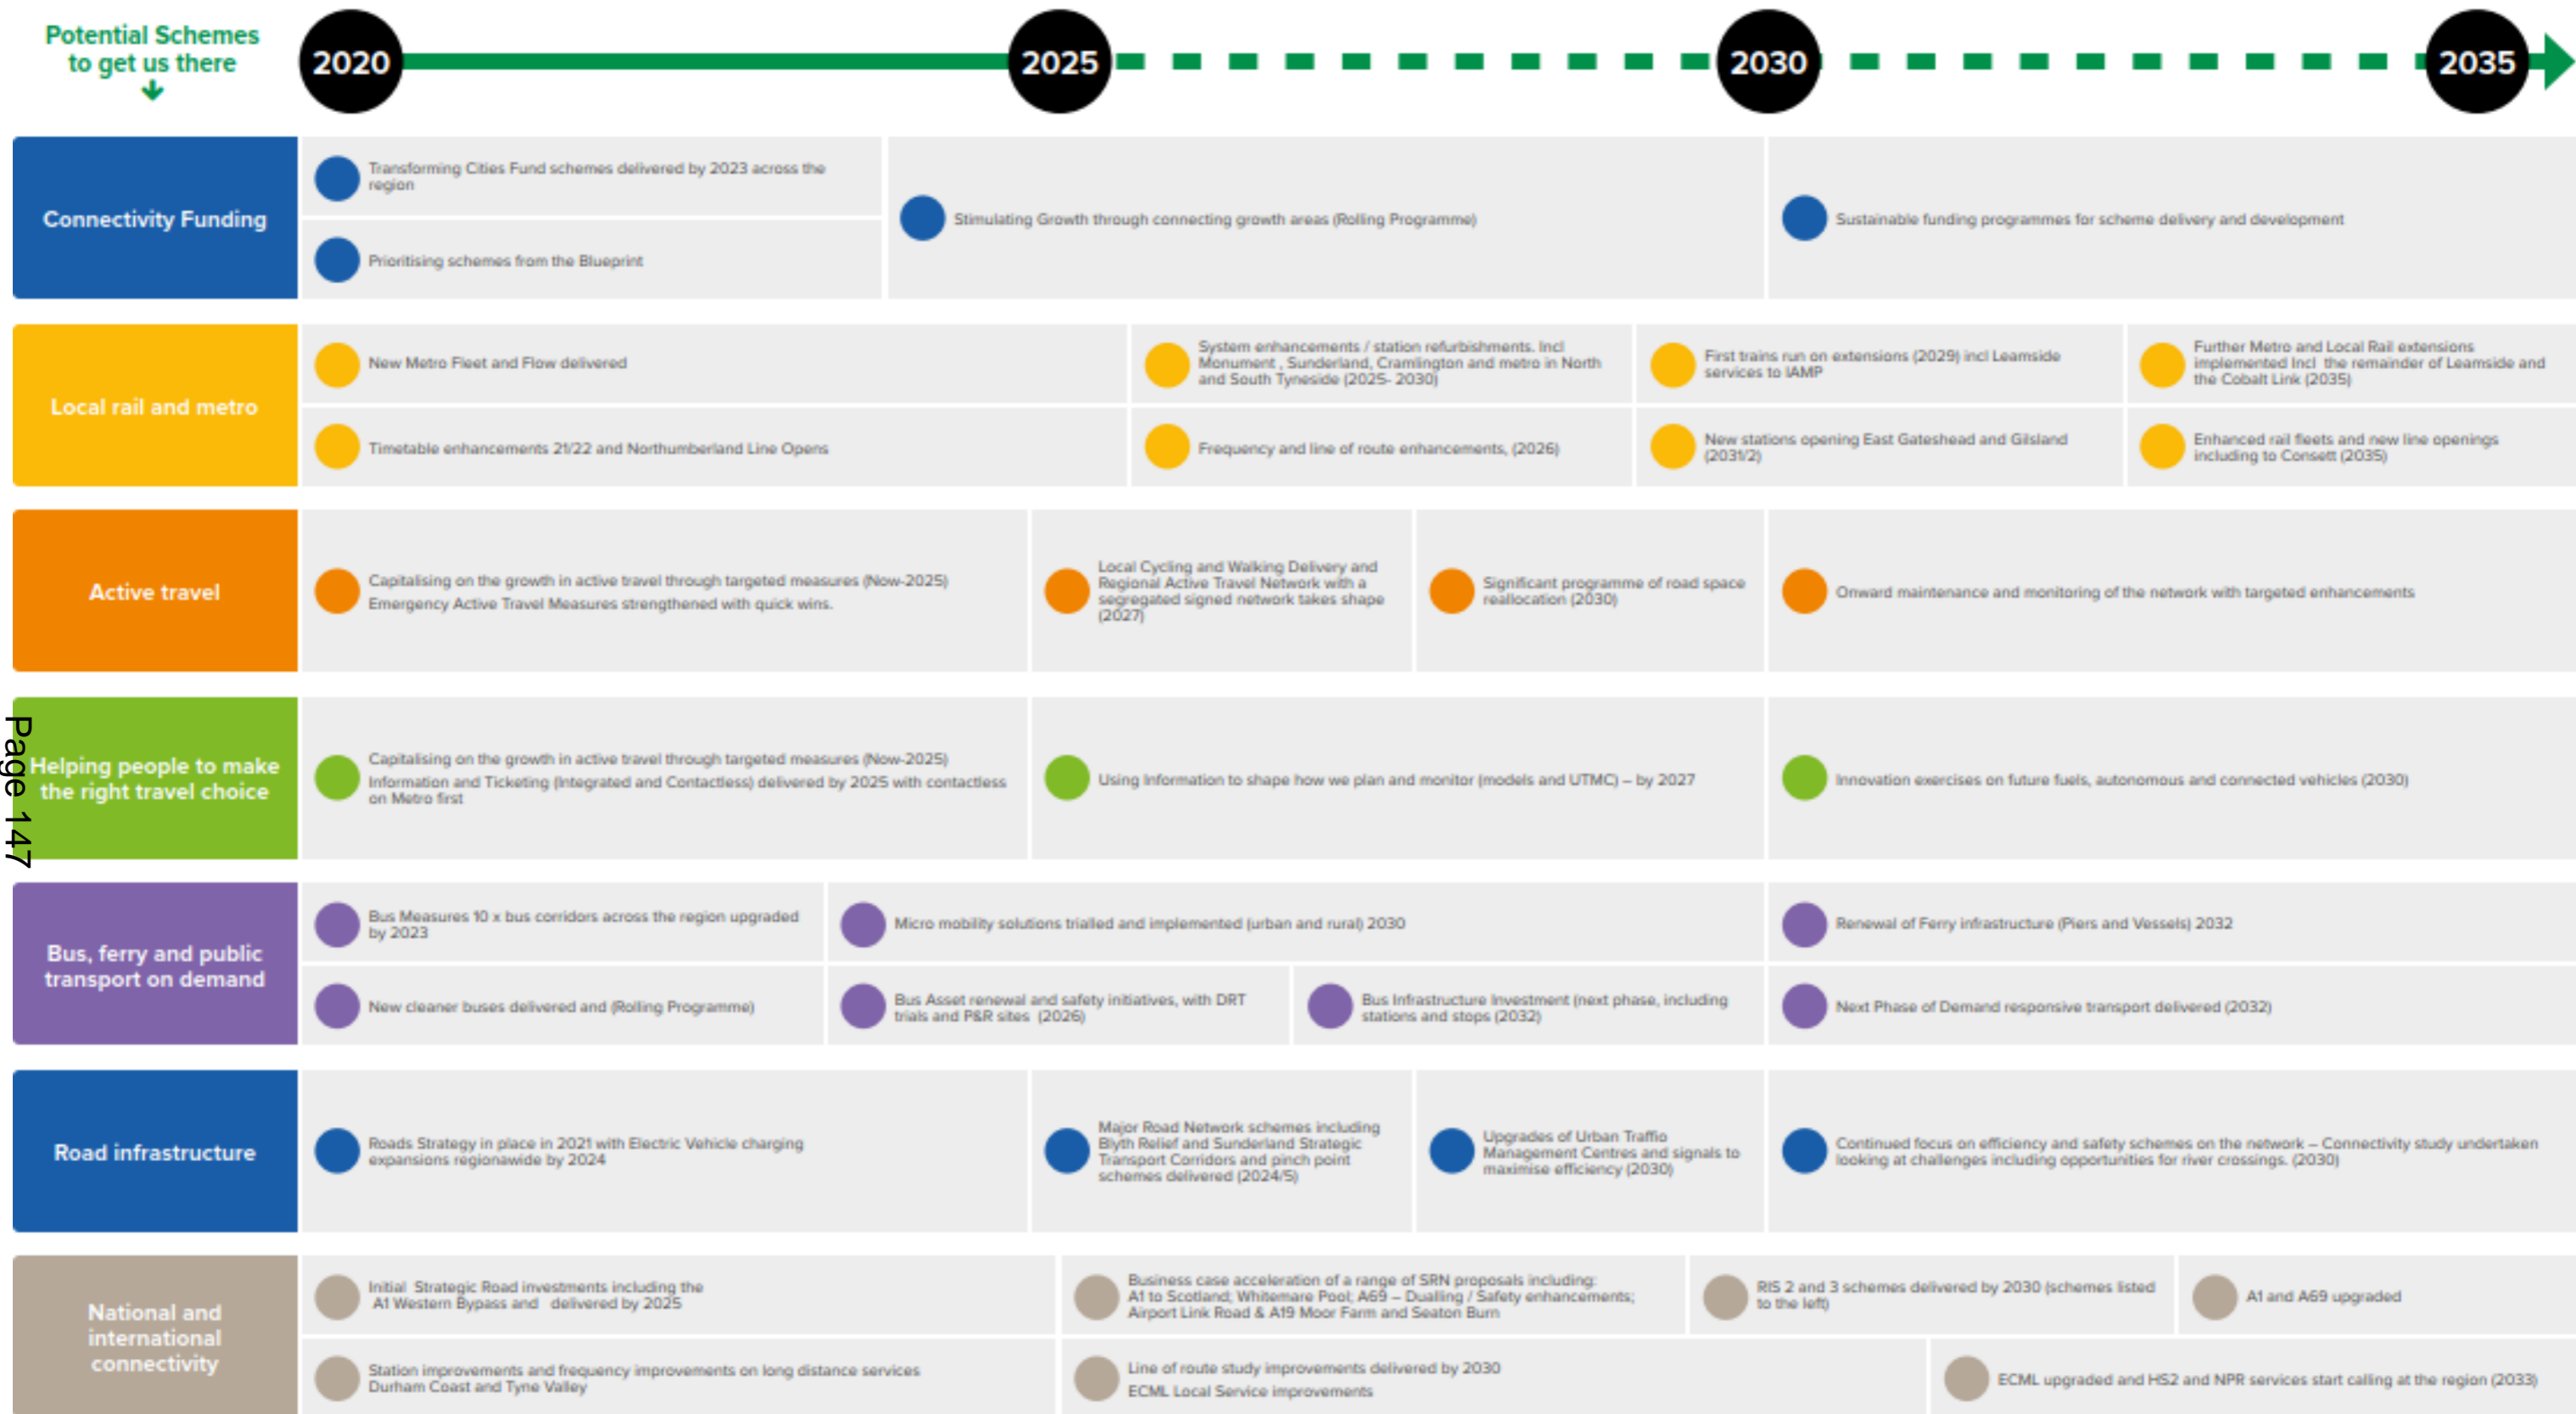 Potential Schemes
to get us there
2020
2025
2030
2035
Connectivity Funding
Transforming Cities Fund schemes delivered by 2023 across the
region
Prioritising schemes from the Blueprint
Stimulating Growth through connecting growth areas (Rolling Programme)
Sustainable funding programmes for scheme delivery and development
Local rail and metro
New Metro Fleet and Flow delivered
Timetable enhancements 21/22 and Northumberland Line Opens
System enhancements / station refurbishments. Incl
Monument , Sunderland, Cramlington and metro in North
and South Tyneside (2025- 2030)
Frequency and line of route enhancements, (2026)
First trains run on extensions (2029) incl Leamside
services to IAMP
New stations opening East Gateshead and Gilsland
(2031/2)
Further Metro and Local Rail extensions
implemented Incl the remainder of Leamside and
the Cobalt Link (2035)
Enhanced rail fleets and new line openings
including to Consett (2035)
Active travel
Capitalising on the growth in active travel through targeted measures (Now-2025)
Emergency Active Travel Measures strengthened with quick wins.
Local Cycling and Walking Delivery and
Regional Active Travel Network with a
segregated signed network takes shape
(2027)
Significant programme of road space
reallocation (2030)
Onward maintenance and monitoring of the network with targeted enhancements
Helping people to make
the right travel choice
Capitalising on the growth in active travel through targeted measures (Now-2025)
Information and Ticketing (Integrated and Contactless) delivered by 2025 with contactless
on Metro first
Using Information to shape how we plan and monitor (models and UTMC) – by 2027
Innovation exercises on future fuels, autonomous and connected vehicles (2030)
Page 147
Bus, ferry and public
transport on demand
Bus Measures 10 x bus corridors across the region upgraded
by 2023
New cleaner buses delivered and (Rolling Programme)
Micro mobility solutions trialled and implemented (urban and rural) 2030
Bus Asset renewal and safety initiatives, with DRT
trials and P&R sites (2026)
Bus Infrastructure Investment (next phase, including
stations and stops (2032)
Renewal of Ferry infrastructure (Piers and Vessels) 2032
Next Phase of Demand responsive transport delivered (2032)
Road infrastructure
Roads Strategy in place in 2021 with Electric Vehicle charging
expansions regionawide by 2024
Major Road Network schemes including
Blyth Relief and Sunderland Strategic
Transport Corridors and pinch point
schemes delivered (2024/5)
Upgrades of Urban Traffio
Management Centres and signals to
maximise efficiency (2030)
Continued focus on efficiency and safety schemes on the network – Connectivity study undertaken
looking at challenges including opportunities for river crossings. (2030)
National and
international
connectivity
Initial Strategic Road investments including the
A1 Western Bypass and delivered by 2025
Station improvements and frequency improvements on long distance services
Durham Coast and Tyne Valley
Business case acceleration of a range of SRN proposals including:
A1 to Scotland; Whitemare Pool; A69 – Dualling / Safety enhancements;
Airport Link Road & A19 Moor Farm and Seaton Burn
Line of route study improvements delivered by 2030
ECML Local Service improvements
RIS 2 and 3 schemes delivered by 2030 (schemes listed
to the left)
A1 and A69 upgraded
ECML upgraded and HS2 and NPR services start calling at the region (2033)